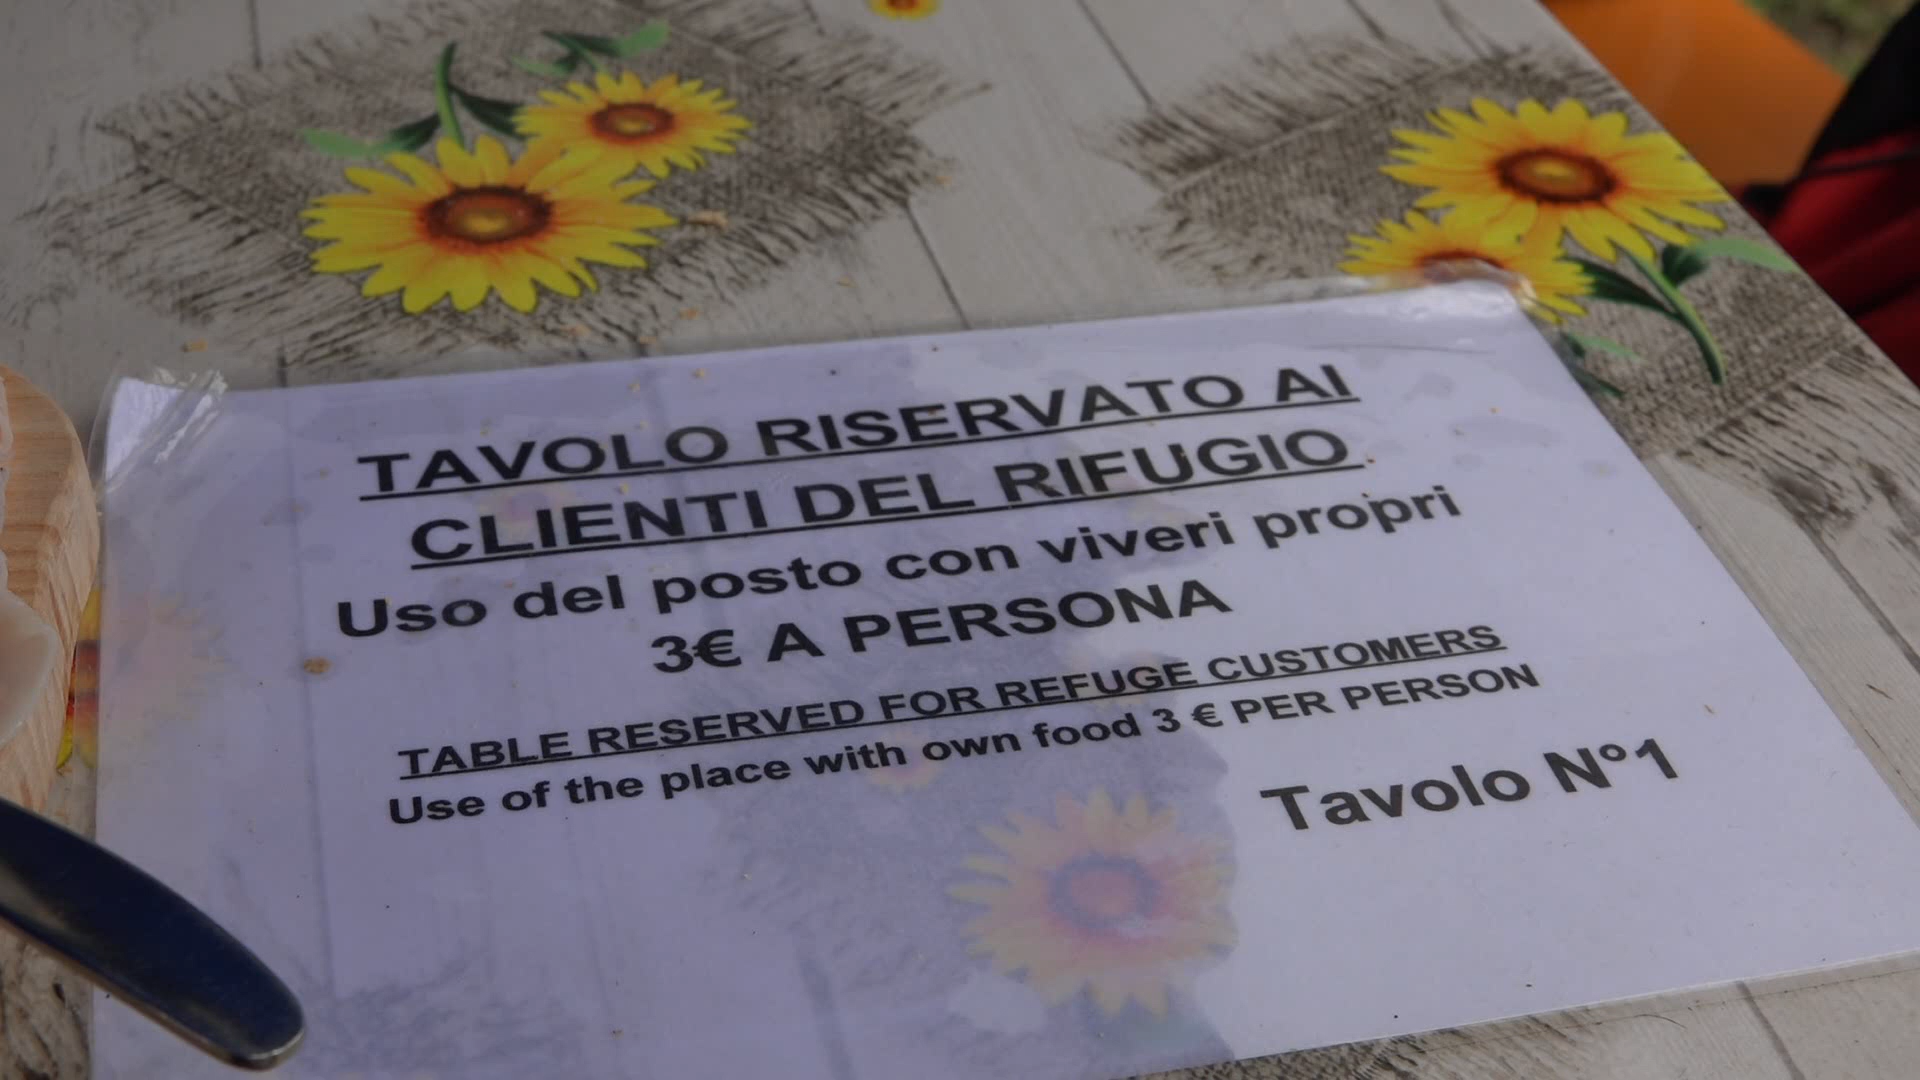 TAVOLO RISERVATO AI
CLIENTI DEL RIFUGIO
Uso del posto con viveri propri
3€ A PERSONA
TABLE RESERVED FOR REFUGE CUSTOMERS
Use of the place with own food 3 € PER PERSON
Tavolo N°1